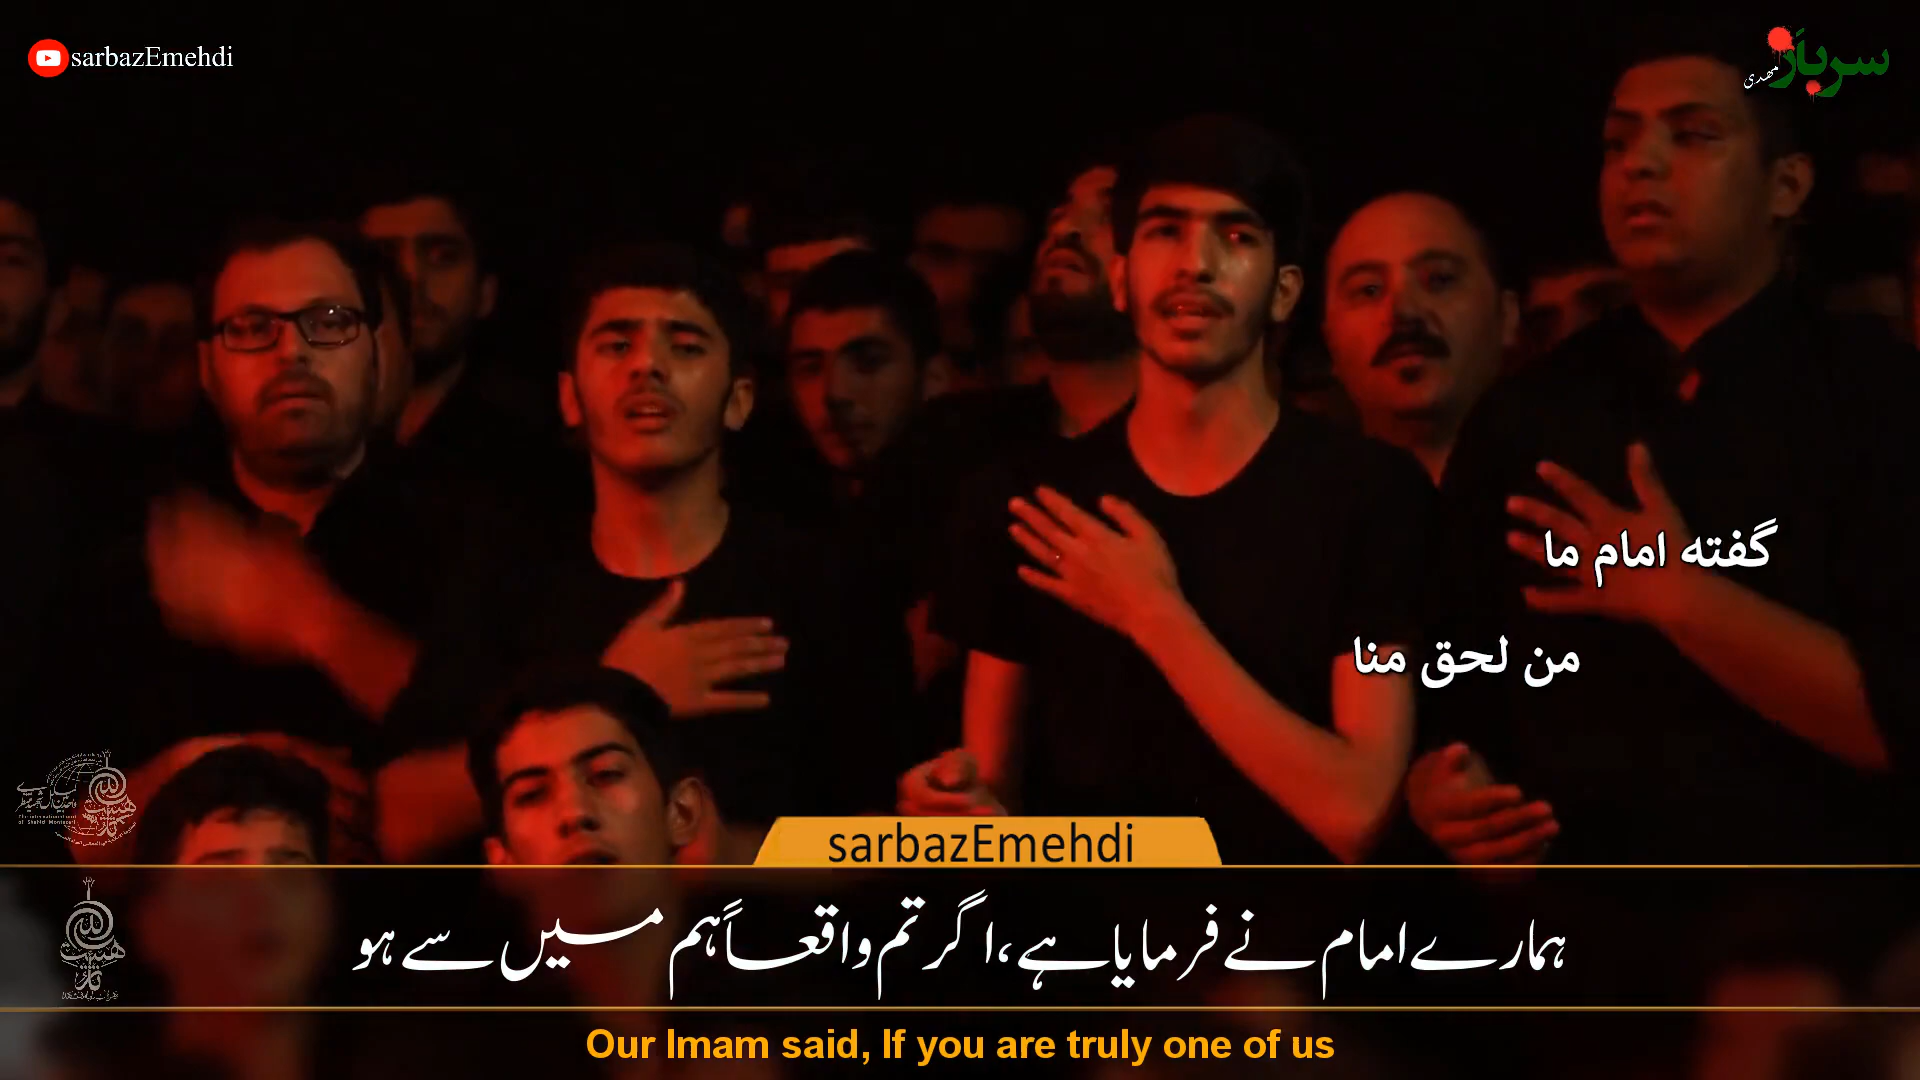 sarbazEmehdi
سرباز
مهدی
گفته امام ما
من لحق منا
sarbazEmehdi
ہمارے امام نے فرمایا ہے، اگر تم واقعاً ہم میں سے ہو
Our Imam said, If you are truly one of us